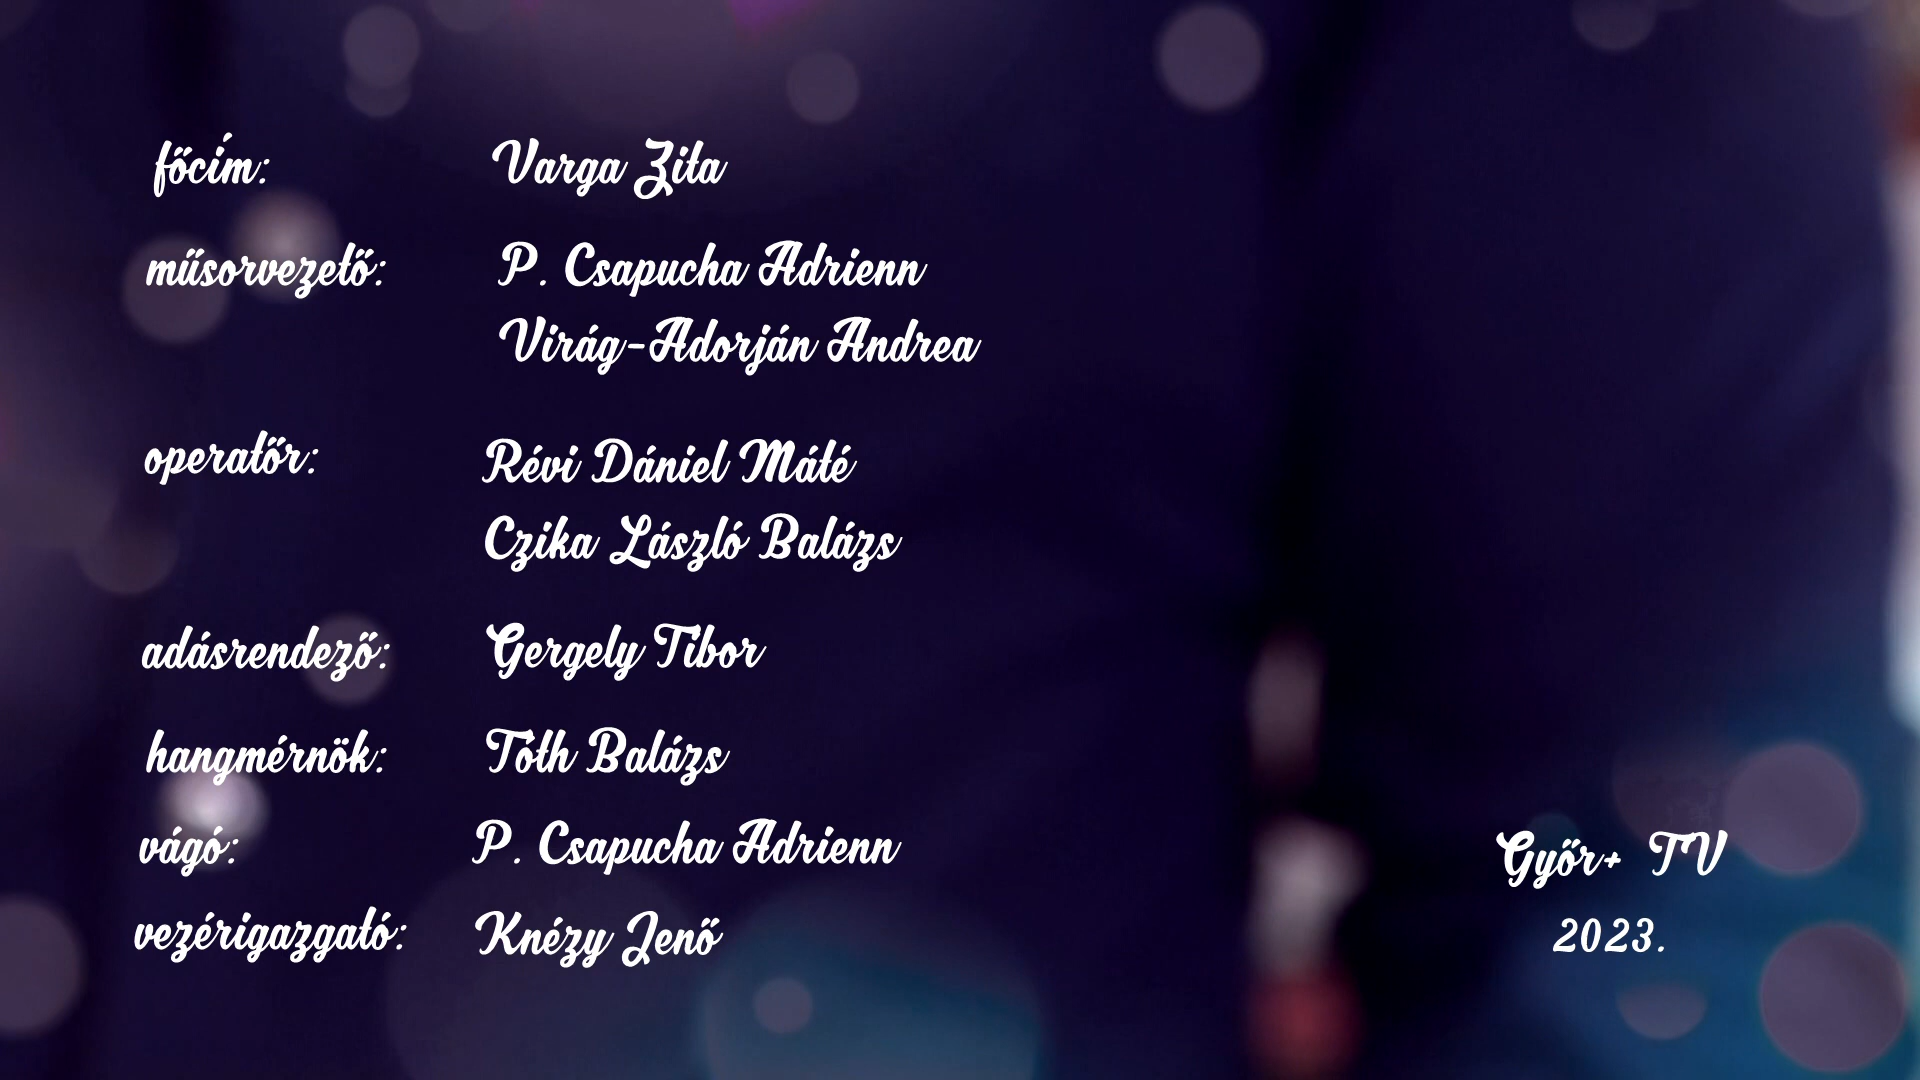 főcím: Varga Zita
műsorvezető: P. Csapucha Adrienn
Virág-Adorján Andrea
operatőr: Révi Dániel Máté
Czika László Balázs
adásrendező: Gergely Tibor
hangmérnök: Tóth Balázs
vágó: P. Csapucha Adrienn
vezérigazgató: Knézy Jenő
Győr+ TV
2023.